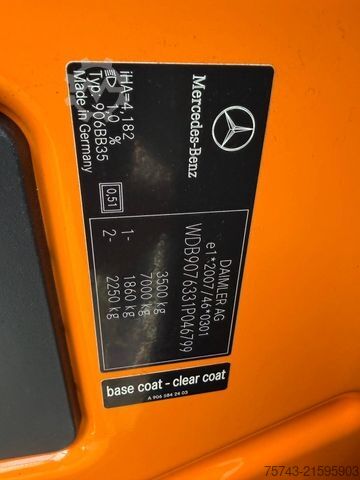 Mercedes-Benz
DAIMLER AG
e1*2007/46*0301
WDB9076331P046799
3500 kg
7000 kg
1- 1860 kg
2- 2250 kg
0,51
iHA=4,182
1,0 %
Typ: 906BB35
Made in Germany
base coat - clear coat
A 906 584 24 03
75743-21595903